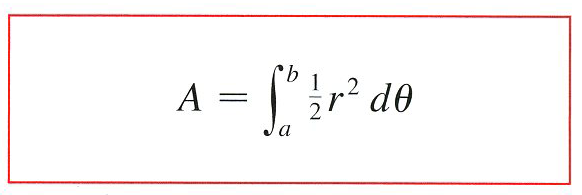 A = ∫_a^b ½ r² dθ